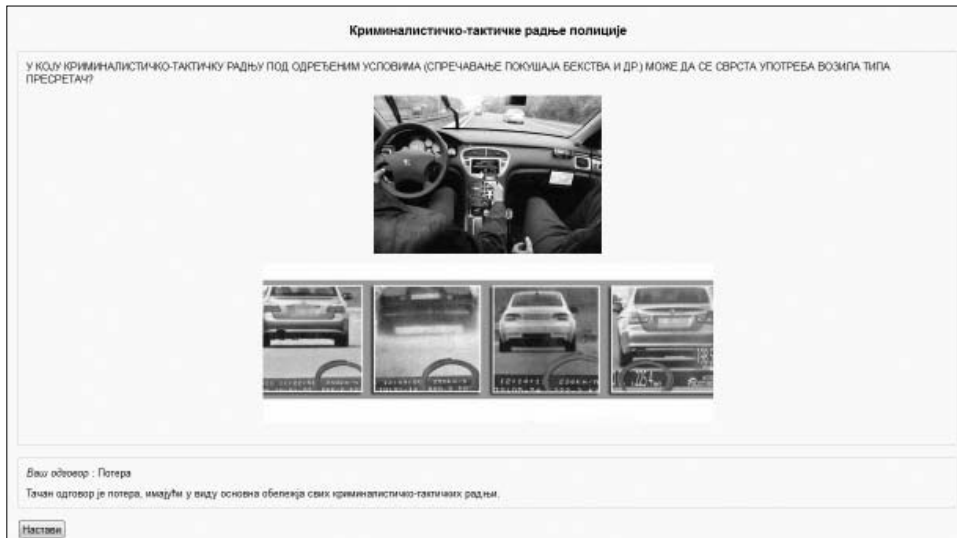 Криминалистичко-тактичке радње полиције
У КОЈУ КРИМИНАЛИСТИЧКО-ТАКТИЧКУ РАДЊУ ПОД ОДРЕЂЕНИМ УСЛОВИМА (СПРЕЧАВАЊЕ ПОКУШАЈА БЕКСТВА И ДР.) МОЖЕ ДА СЕ СВРСТА УПОТРЕБА ВОЗИЛА ТИПА
ПРЕСРЕТАЧ?
Ваш одговор : Потера
Тачан одговор је потера, имајући у виду основна обележја свих криминалистичко-тактичких радњи.
Настави